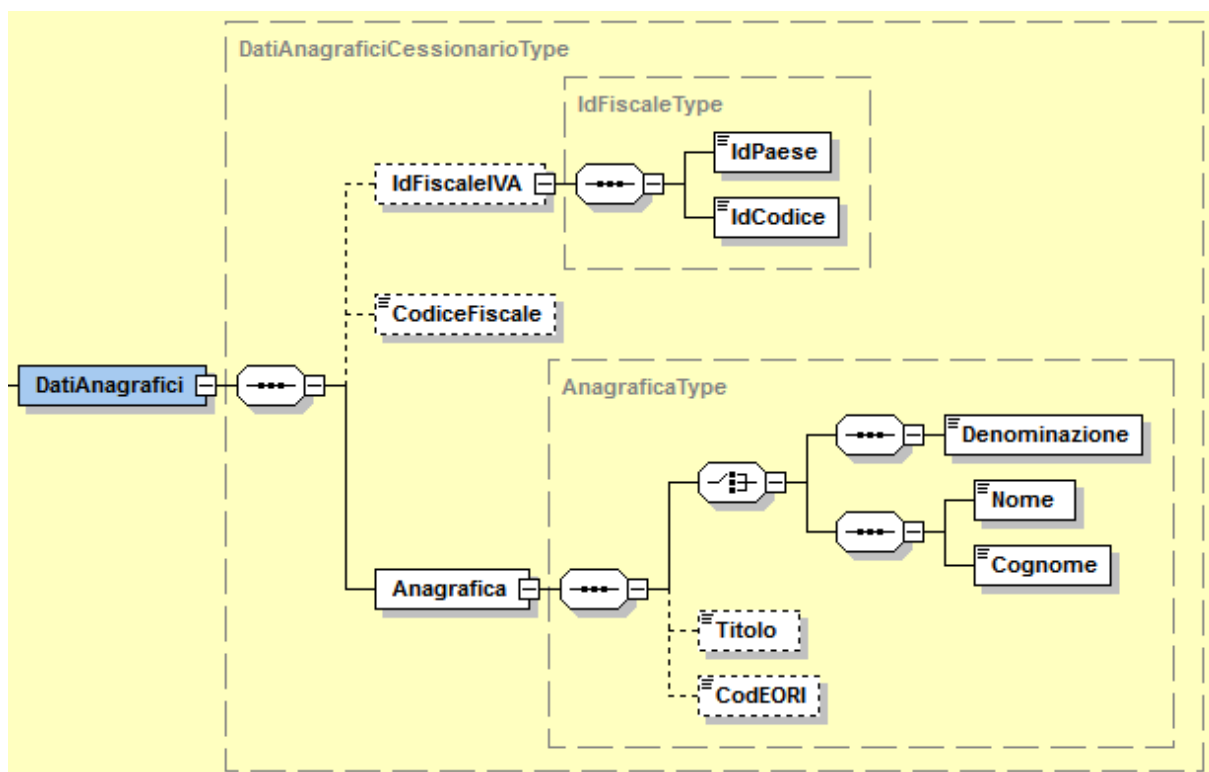 DatiAnagraficiCessionarioType
IdFiscaleType
IdPaese
IdFiscaleIVA
IdCodice
CodiceFiscale
DatiAnagrafici
AnagraficaType
Denominazione
Nome
Cognome
Anagrafica
Titolo
CodEORI